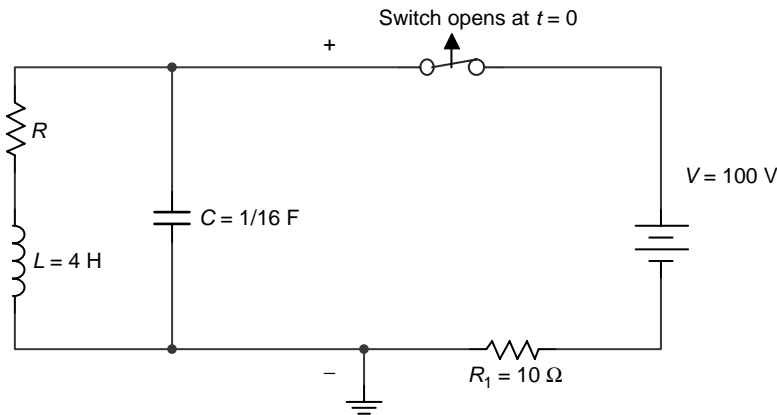 Switch opens at t = 0
+
R
V = 100 V
C = 1/16 F
L = 4 H
−
R1 = 10 Ω